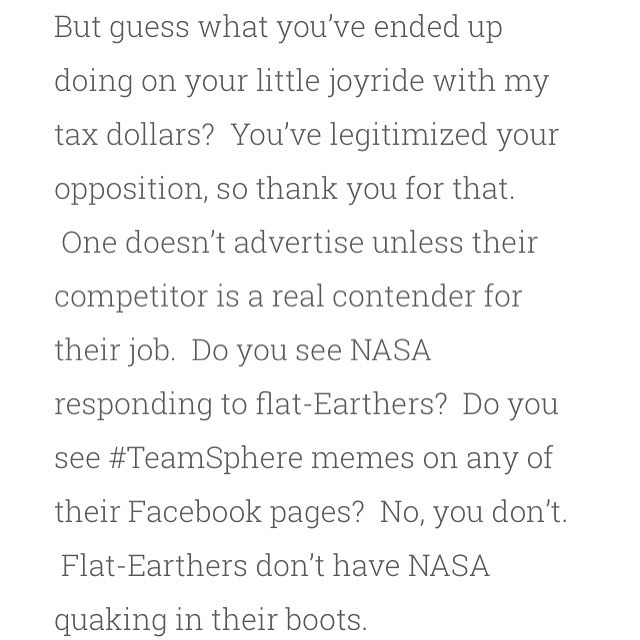 But guess what you've ended up
doing on your little joyride with my
tax dollars?  You've legitimized your
opposition, so thank you for that.
 One doesn't advertise unless their
competitor is a real contender for
their job.  Do you see NASA
responding to flat-Earthers?  Do you
see #TeamSphere memes on any of
their Facebook pages?  No, you don't.
 Flat-Earthers don't have NASA
quaking in their boots.